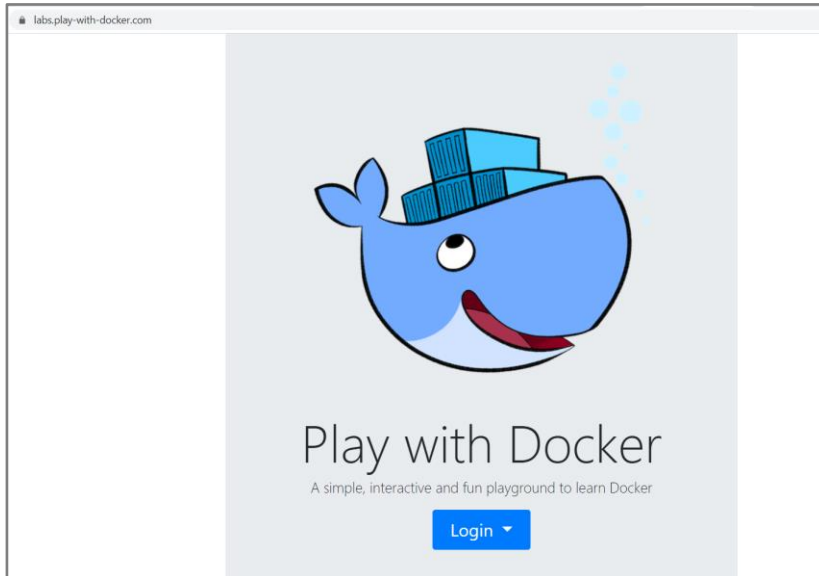 labs.play-with-docker.com
Play with Docker
A simple, interactive and fun playground to learn Docker
Login